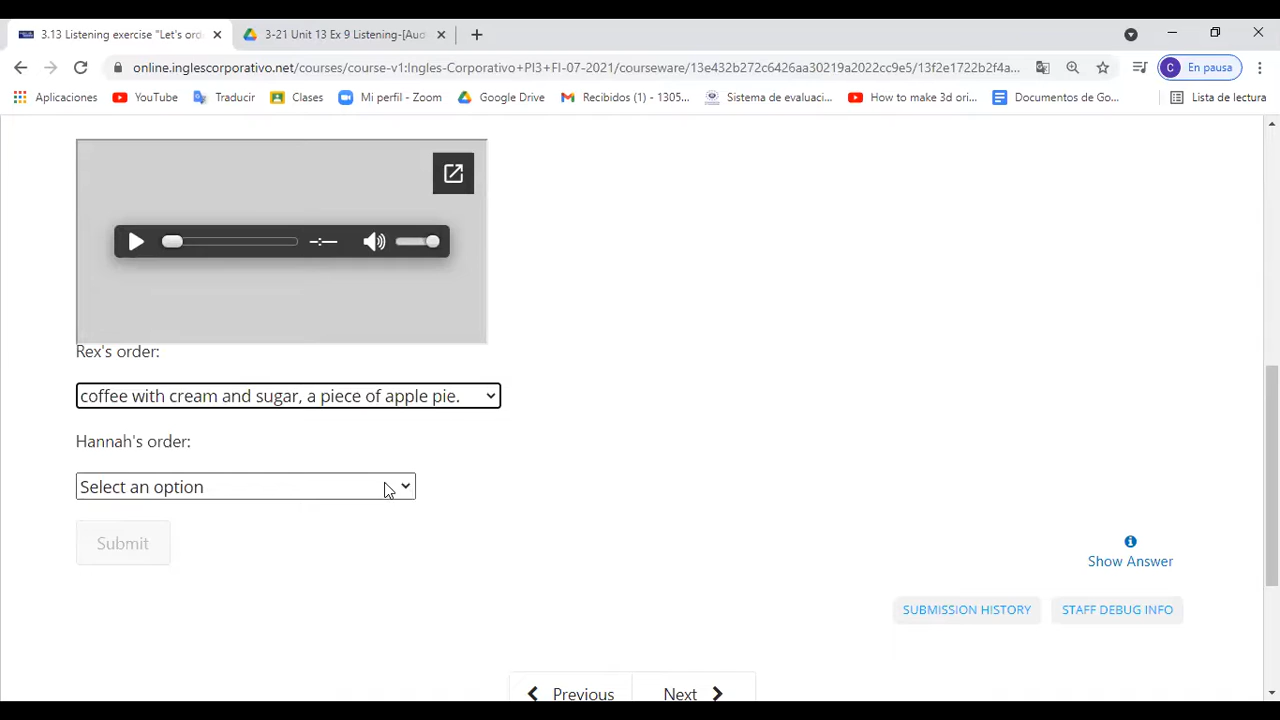 3.13 Listening exercise "Let's ord
3-21 Unit 13 Ex 9 Listening-[Aud
online.inglescorporativo.net/courses/course-v1:Ingles-Corporativo+PI3+FI-07-2021/courseware/13e432b272c6426aa30219a2022cc9e5/13f2e1722b2f4a...
En pausa
Aplicaciones
YouTube
Traducir
Clases
Mi perfil - Zoom
Google Drive
Recibidos (1) - 1305...
Sistema de evaluaci...
How to make 3d ori...
Documentos de Go...
Lista de lectura
-:--
Rex's order:
coffee with cream and sugar, a piece of apple pie.
Hannah's order:
Select an option
Submit
Show Answer
SUBMISSION HISTORY
STAFF DEBUG INFO
Previous
Next